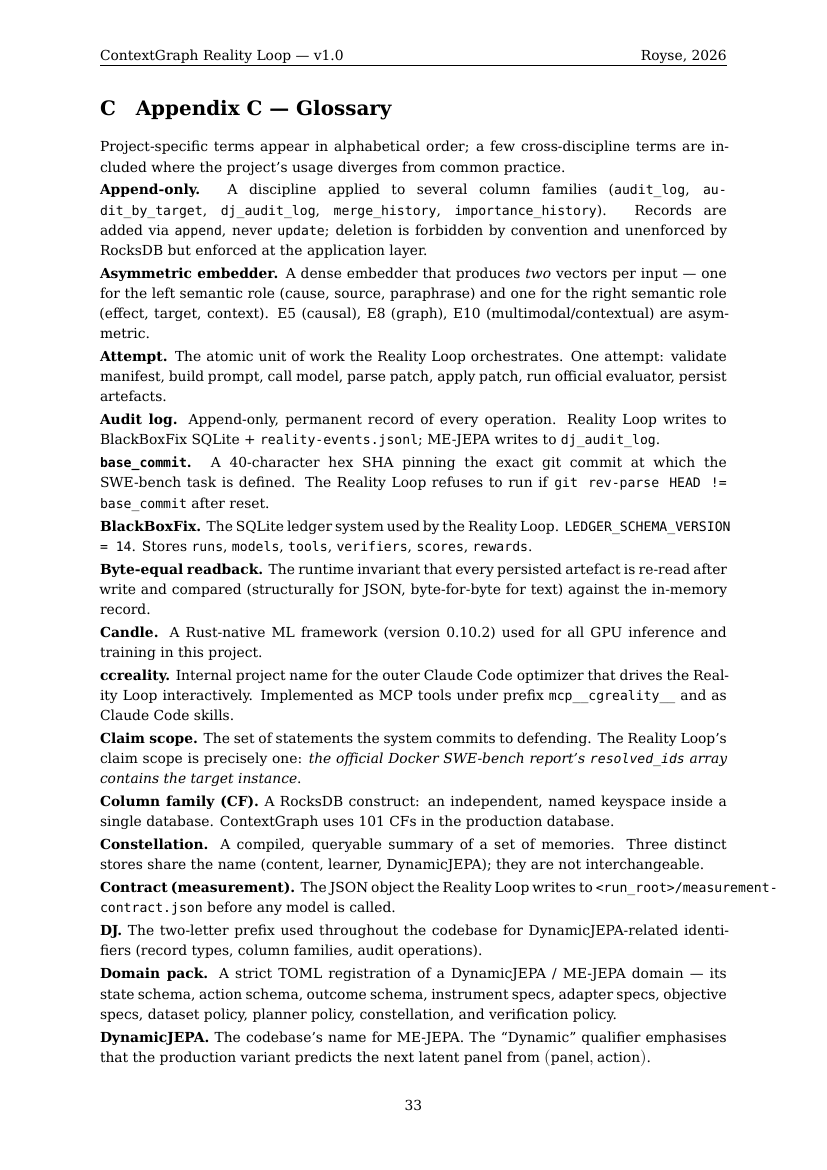 ContextGraph Reality Loop — v1.0
Royse, 2026
C Appendix C — Glossary
Project-specific terms appear in alphabetical order; a few cross-discipline terms are in-
cluded where the project’s usage diverges from common practice.
Append-only. A discipline applied to several column families (audit_log, au-
dit_by_target, dj_audit_log, merge_history, importance_history). Records are
added via append, never update; deletion is forbidden by convention and unenforced by
RocksDB but enforced at the application layer.
Asymmetric embedder. A dense embedder that produces two vectors per input — one
for the left semantic role (cause, source, paraphrase) and one for the right semantic role
(effect, target, context). E5 (causal), E8 (graph), E10 (multimodal/contextual) are asym-
metric.
Attempt. The atomic unit of work the Reality Loop orchestrates. One attempt: validate
manifest, build prompt, call model, parse patch, apply patch, run official evaluator, persist
artefacts.
Audit log. Append-only, permanent record of every operation. Reality Loop writes to
BlackBoxFix SQLite + reality-events.jsonl; ME-JEPA writes to dj_audit_log.
base_commit. A 40-character hex SHA pinning the exact git commit at which the
SWE-bench task is defined. The Reality Loop refuses to run if git rev-parse HEAD !=
base_commit after reset.
BlackBoxFix. The SQLite ledger system used by the Reality Loop. LEDGER_SCHEMA_VERSION
= 14. Stores runs, models, tools, verifiers, scores, rewards.
Byte-equal readback. The runtime invariant that every persisted artefact is re-read after
write and compared (structurally for JSON, byte-for-byte for text) against the in-memory
record.
Candle. A Rust-native ML framework (version 0.10.2) used for all GPU inference and
training in this project.
ccreality. Internal project name for the outer Claude Code optimizer that drives the Real-
ity Loop interactively. Implemented as MCP tools under prefix mcp__cgreality__ and as
Claude Code skills.
Claim scope. The set of statements the system commits to defending. The Reality Loop’s
claim scope is precisely one: the official Docker SWE-bench report’s resolved_ids array
contains the target instance.
Column family (CF). A RocksDB construct: an independent, named keyspace inside a
single database. ContextGraph uses 101 CFs in the production database.
Constellation. A compiled, queryable summary of a set of memories. Three distinct
stores share the name (content, learner, DynamicJEPA); they are not interchangeable.
Contract (measurement). The JSON object the Reality Loop writes to <run_root>/measurement-
contract.json before any model is called.
DJ. The two-letter prefix used throughout the codebase for DynamicJEPA-related identi-
fiers (record types, column families, audit operations).
Domain pack. A strict TOML registration of a DynamicJEPA / ME-JEPA domain — its
state schema, action schema, outcome schema, instrument specs, adapter specs, objective
specs, dataset policy, planner policy, constellation, and verification policy.
DynamicJEPA. The codebase’s name for ME-JEPA. The “Dynamic” qualifier emphasises
that the production variant predicts the next latent panel from (panel, action).
33